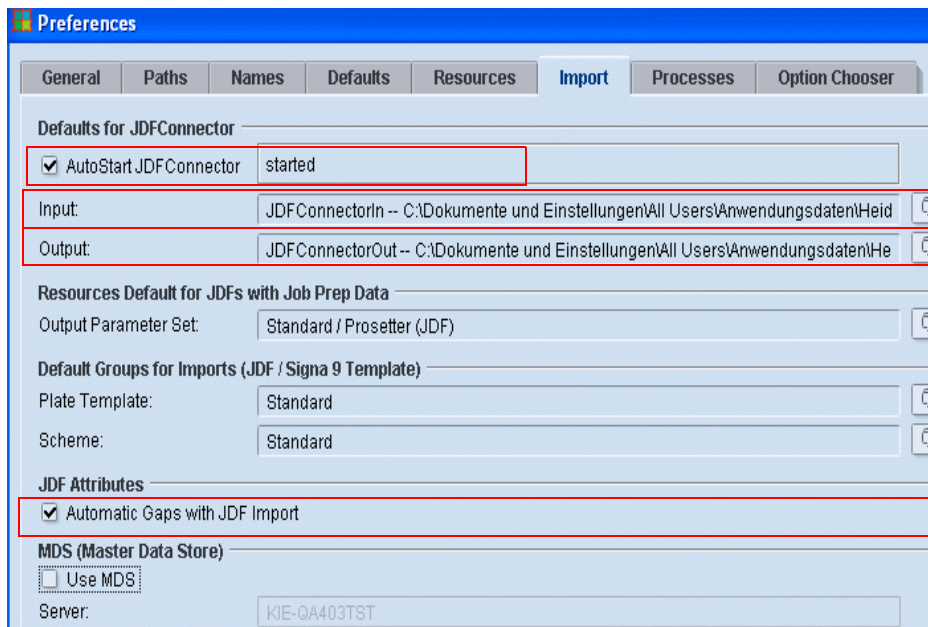 Preferences
General Paths Names Defaults Resources Import Processes Option Chooser
Defaults for JDFConnector
AutoStart JDFConnector started
Input: JDFConnectorIn -- C:\Dokumente und Einstellungen\All Users\Anwendungsdaten\Heid
Output: JDFConnectorOut -- C:\Dokumente und Einstellungen\All Users\Anwendungsdaten\He
Resources Default for JDFs with Job Prep Data
Output Parameter Set: Standard / Prosetter (JDF)
Default Groups for Imports (JDF / Signa 9 Template)
Plate Template: Standard
Scheme: Standard
JDF Attributes
Automatic Gaps with JDF Import
MDS (Master Data Store)
Use MDS
Server: KIE-QA403TST